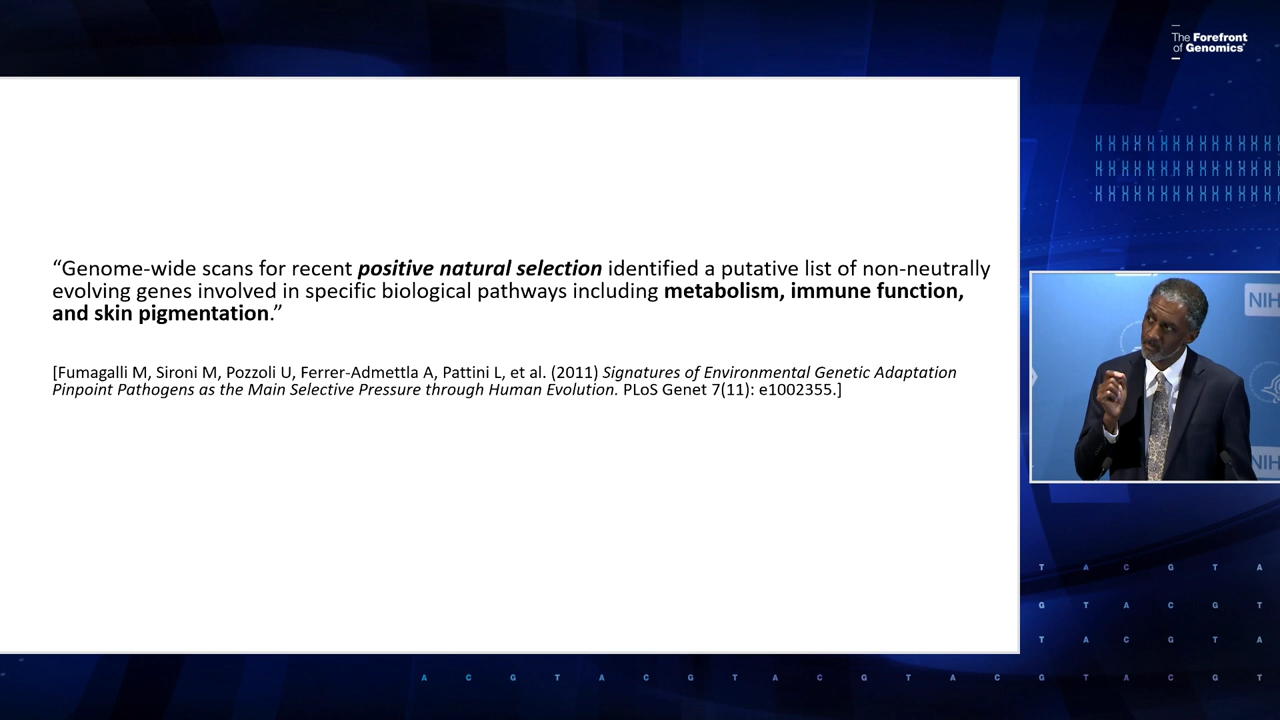 The Forefront
of Genomics®
“Genome-wide scans for recent positive natural selection identified a putative list of non-neutrally
evolving genes involved in specific biological pathways including metabolism, immune function,
and skin pigmentation.”
[Fumagalli M, Sironi M, Pozzoli U, Ferrer-Admettla A, Pattini L, et al. (2011) Signatures of Environmental Genetic Adaptation
Pinpoint Pathogens as the Main Selective Pressure through Human Evolution. PLoS Genet 7(11): e1002355.]
NIH
NIH
T A C G T A
G T A C G T
T A C G T A
A C G T A C G T A C G T A C G T A C G T